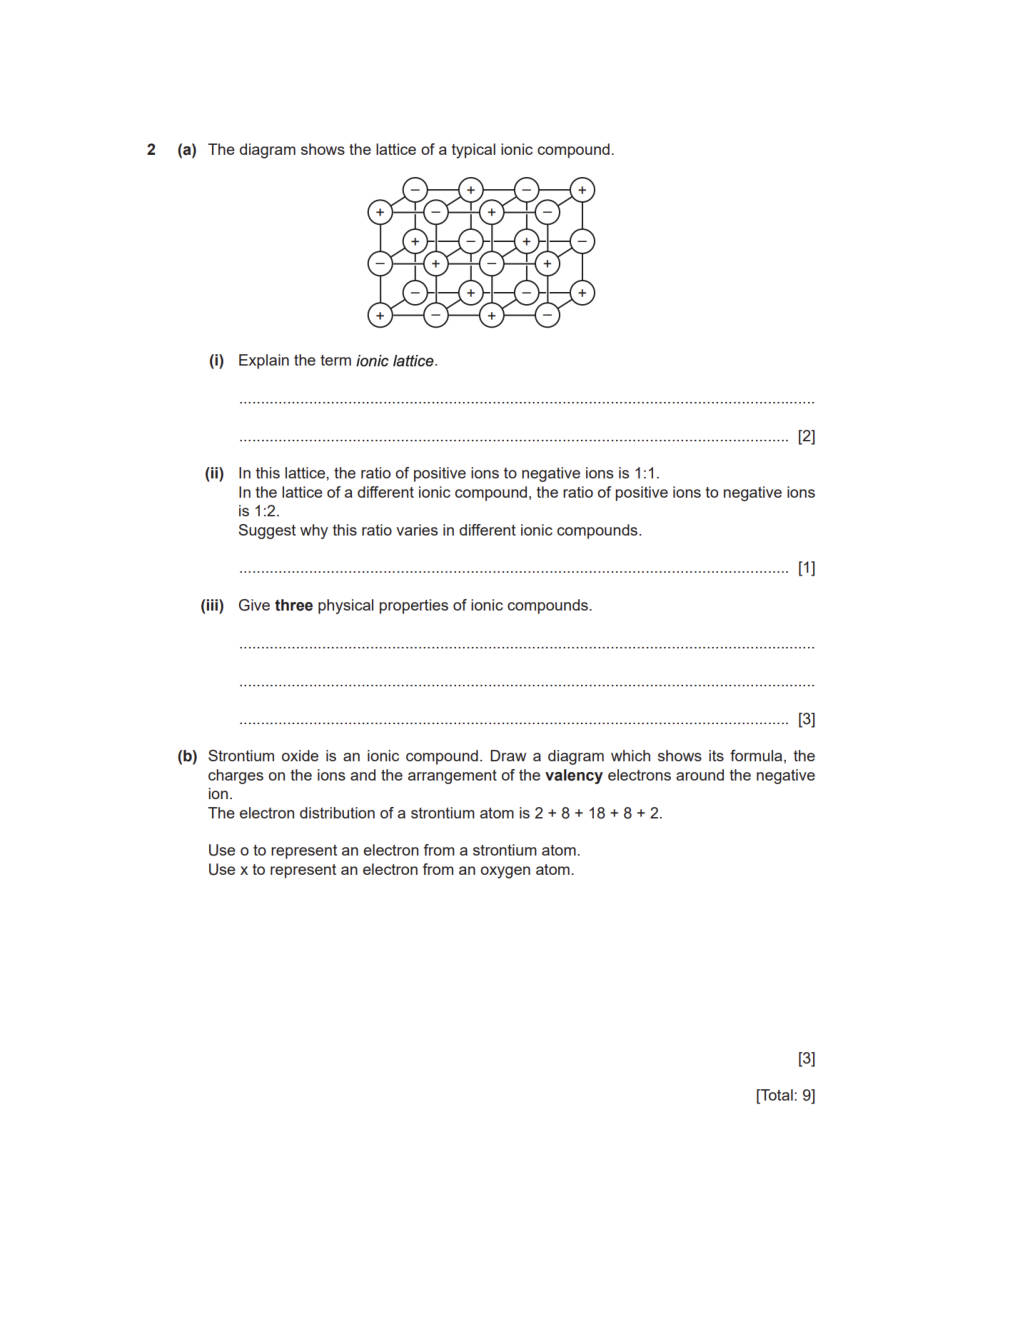 2 (a) The diagram shows the lattice of a typical ionic compound.
− + − +
+ − + −
+ − + −
− + − +
− + − +
+ − + −
(i) Explain the term ionic lattice.
................................................................
................................................................ [2]
(ii) In this lattice, the ratio of positive ions to negative ions is 1:1.
In the lattice of a different ionic compound, the ratio of positive ions to negative ions
is 1:2.
Suggest why this ratio varies in different ionic compounds.
................................................................ [1]
(iii) Give three physical properties of ionic compounds.
................................................................
................................................................
................................................................ [3]
(b) Strontium oxide is an ionic compound. Draw a diagram which shows its formula, the
charges on the ions and the arrangement of the valency electrons around the negative
ion.
The electron distribution of a strontium atom is 2 + 8 + 18 + 8 + 2.
Use o to represent an electron from a strontium atom.
Use x to represent an electron from an oxygen atom.
[3]
[Total: 9]